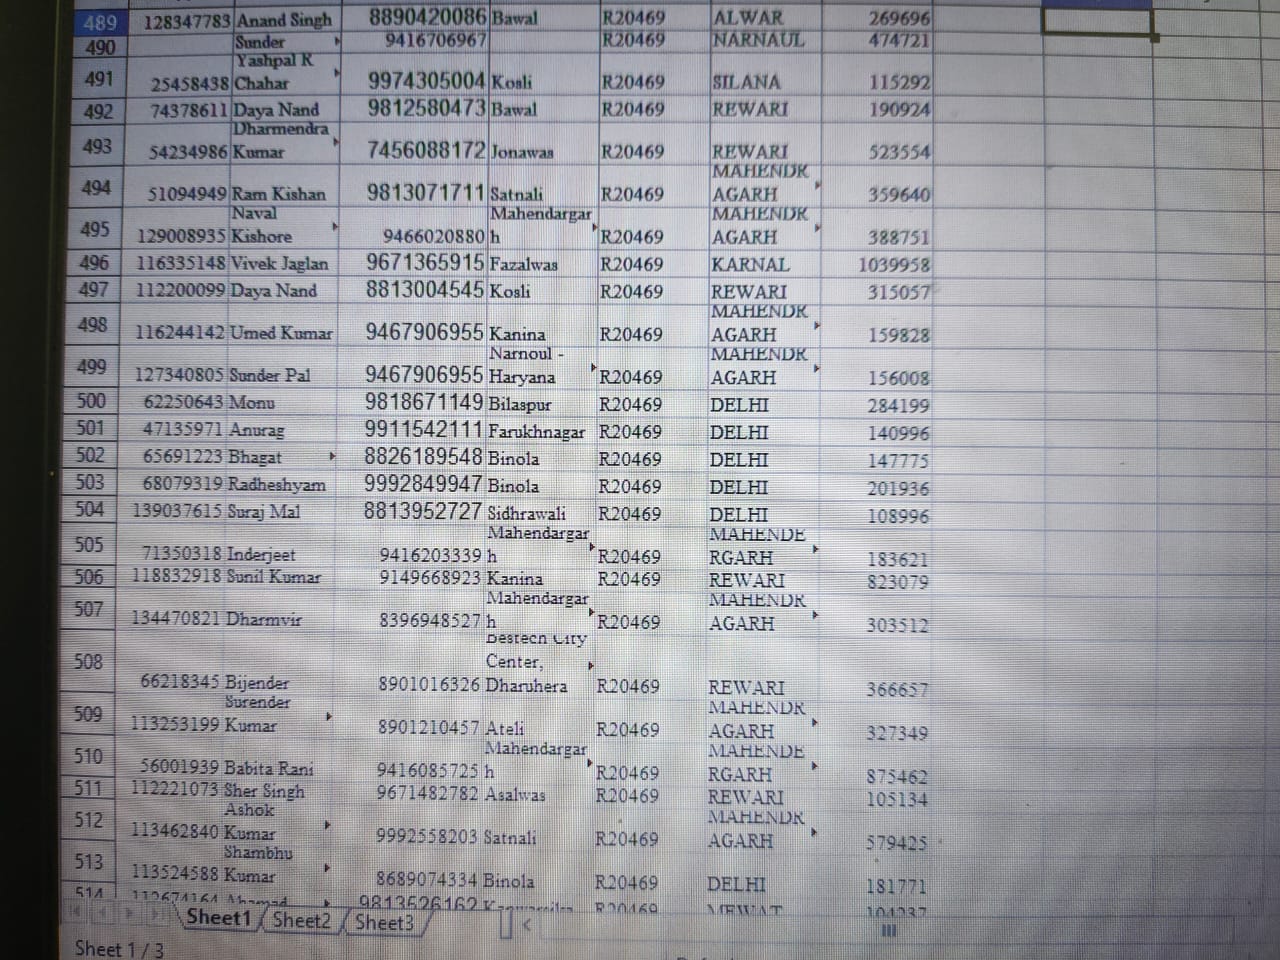 489 128347783 Anand Singh 8890420086 Bawal R20469 ALWAR 269696
490 Sunder 9416706967 R20469 NARNAUL 474721
Yashpal R
491 25458438 Chahar 9974305004 Kosli R20469 SILANA 115292
492 74378611 Daya Nand 9812580473 Bawal R20469 REWARI 190924
Dharmendra
493 54234986 Kumar 7456088172 Jonawas R20469 REWARI 523554
MAHENDR
494 51094949 Ram Kishan 9813071711 Satnali R20469 AGARH 359640
Naval Mahendargar MAHENDR
495 129008935 Kishore 9466020880 h R20469 AGARH 388751
496 116335148 Vivek Jaglan 9671365915 Fazalwas R20469 KARNAL 1039958
497 112200099 Daya Nand 8813004545 Kosli R20469 REWARI 315057
MAHENDR
498 116244142 Umed Kumar 9467906955 Kanina R20469 AGARH 159828
Narnoul - MAHENDR
499 127340805 Sunder Pal 9467906955 Haryana R20469 AGARH 156008
500 62250643 Monu 9818671149 Bilaspur R20469 DELHI 284199
501 47135971 Anurag 9911542111 Farukhnagar R20469 DELHI 140996
502 65691223 Bhagat 8826189548 Binola R20469 DELHI 147775
503 68079319 Radheshyam 9992849947 Binola R20469 DELHI 201936
504 139037615 Suraj Mal 8813952727 Sidhrawali R20469 DELHI 108996
Mahendargar MAHENDE
505 71350318 Inderjeet 9416203339 h R20469 RGARH 183621
506 118832918 Sunil Kumar 9149668923 Kanina R20469 REWARI 823079
Mahendargar MAHENDR
507 134470821 Dharmvir 8396948527 h R20469 AGARH 303512
Bestech City
Center,
508 66218345 Bijender 8901016326 Dharuhera R20469 REWARI 366657
Surender MAHENDR
509 113253199 Kumar 8901210457 Ateli R20469 AGARH 327349
Mahendargar MAHENDE
510 56001939 Babita Rani 9416085725 h R20469 RGARH 875462
511 112221073 Sher Singh 9671482782 Asalwas R20469 REWARI 105134
Ashok MAHENDR
512 113462840 Kumar 9992558203 Satnali R20469 AGARH 579425
Shambhu
513 113524588 Kumar 8689074334 Binola R20469 DELHI 181771
514 112674164 Ahamad 9813526162 R20469 MEWAT 104237
Sheet1 Sheet2 Sheet3
Sheet 1 / 3